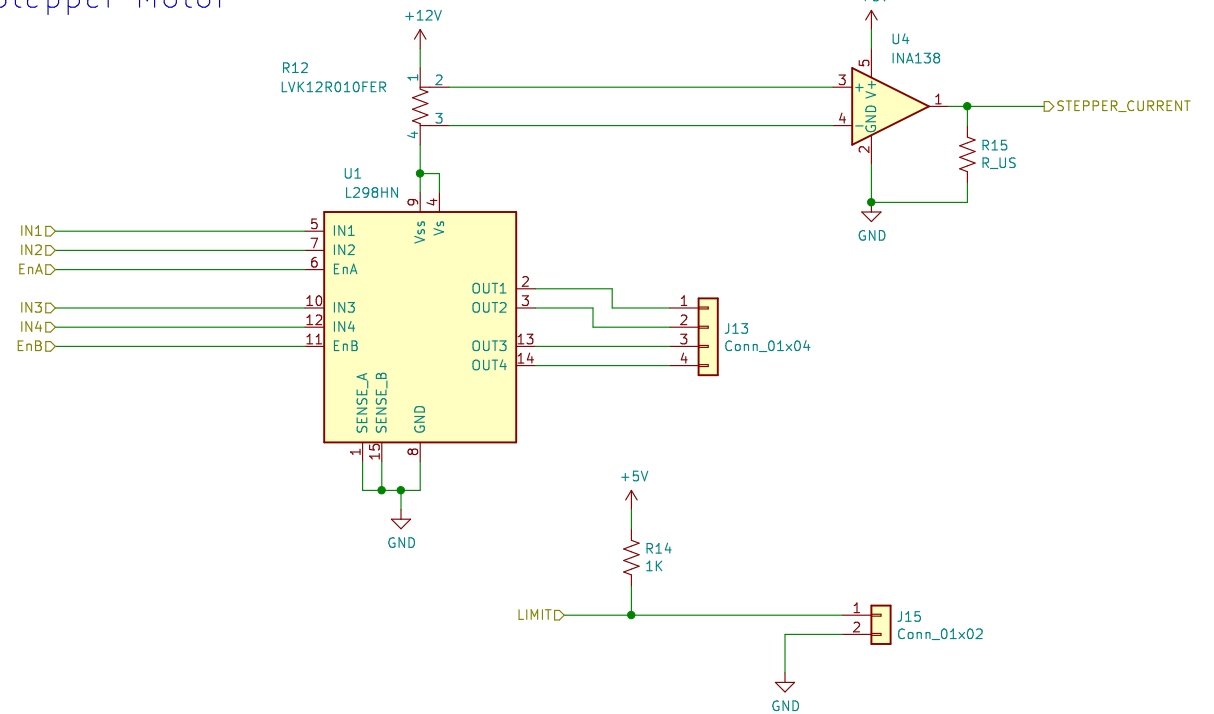 Stepper Motor
+12V
R12
LVK12R010FER
1
2
3
4
U4
INA138
5
3
4
+
-
V+
GND
1
2
STEPPER_CURRENT
R15
R_US
GND
U1
L298HN
9
4
Vss
Vs
IN1
5
IN1
IN2
7
IN2
EnA
6
EnA
IN3
10
IN3
IN4
12
IN4
EnB
11
EnB
OUT1
2
OUT2
3
OUT3
13
OUT4
14
1
2
3
4
J13
Conn_01x04
SENSE_A
SENSE_B
GND
1
15
8
GND
+5V
R14
1K
LIMIT
1
2
J15
Conn_01x02
GND